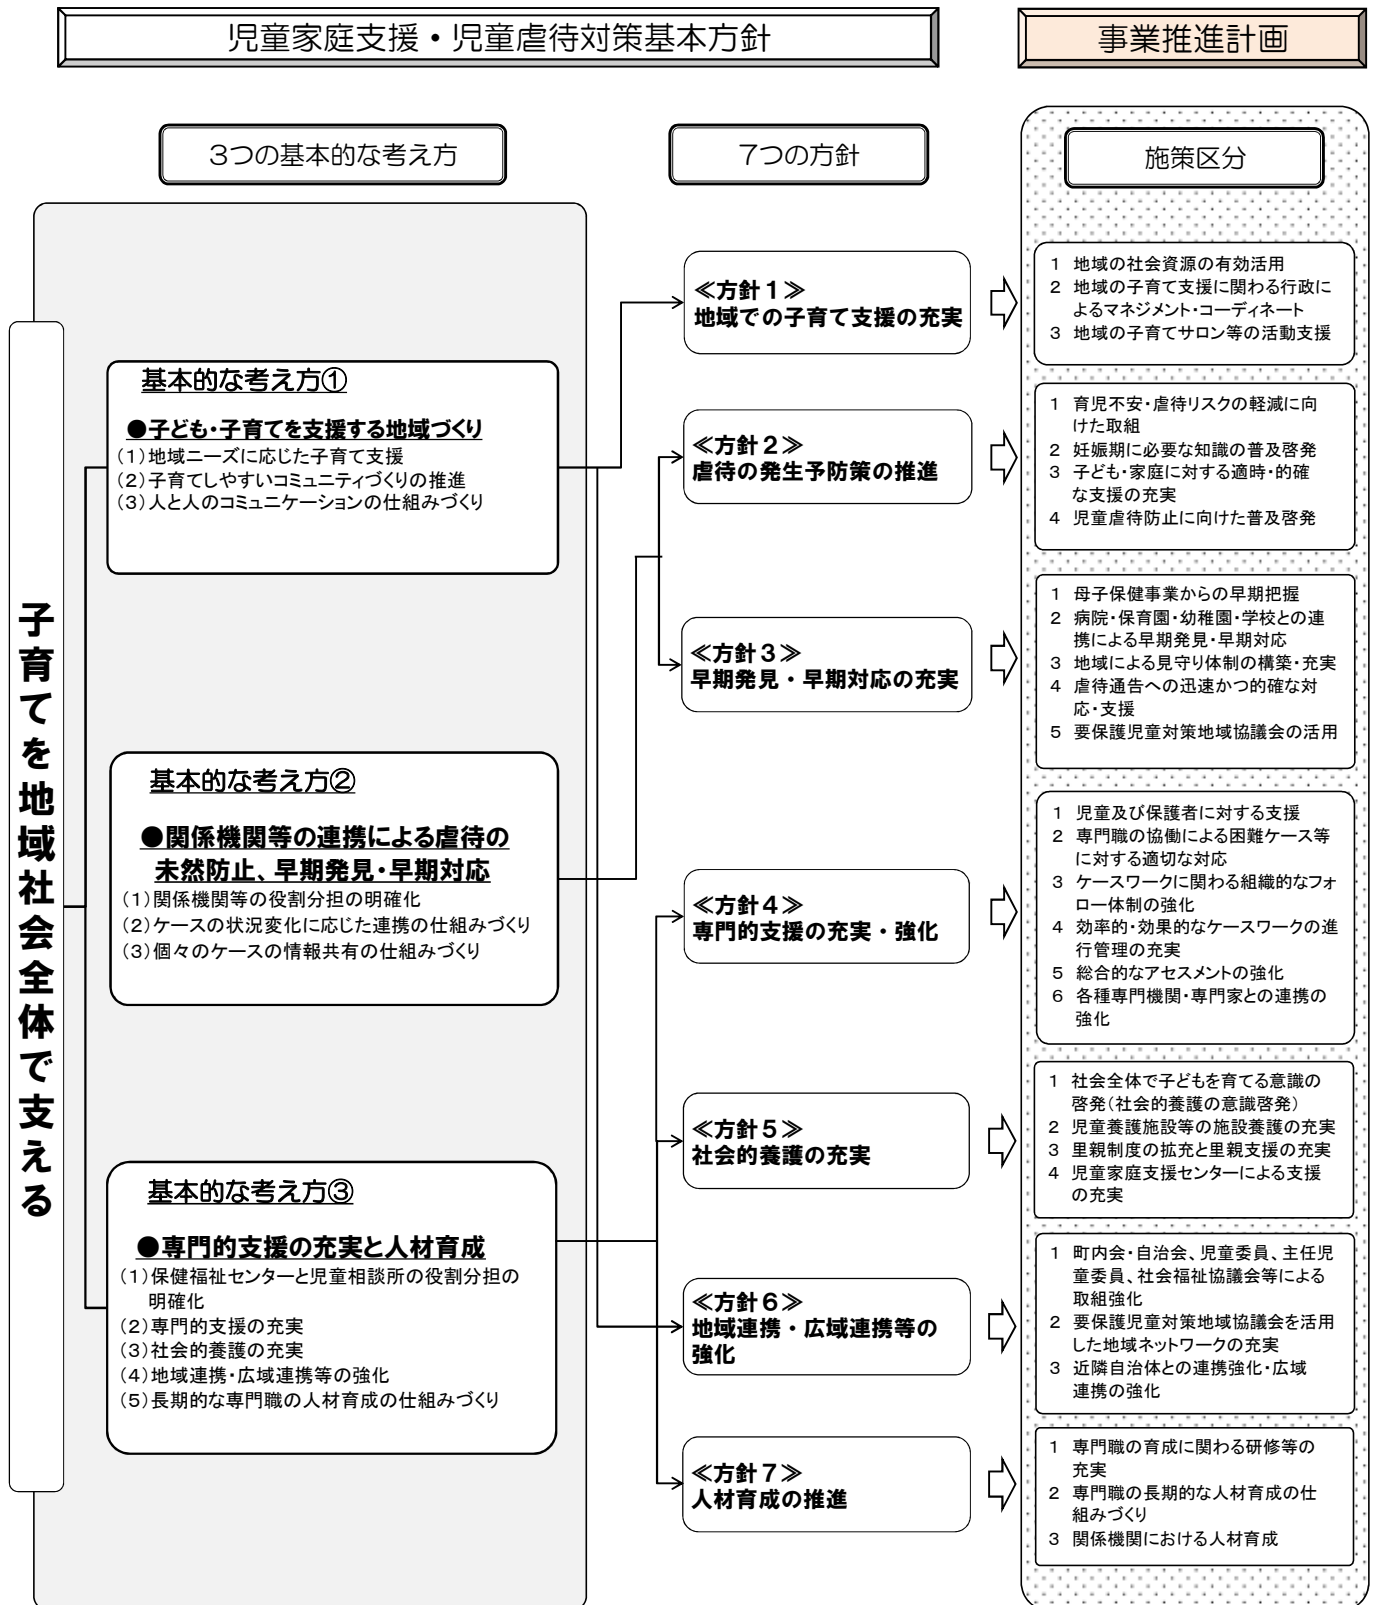 児童家庭支援・児童虐待対策基本方針
事業推進計画
3つの基本的な考え方
7つの方針
施策区分
子育てを地域社会全体で支える
基本的な考え方①
●子ども・子育てを支援する地域づくり
(1)地域ニーズに応じた子育て支援
(2)子育てしやすいコミュニティづくりの推進
(3)人と人のコミュニケーションの仕組みづくり
基本的な考え方②
●関係機関等の連携による虐待の
未然防止、早期発見・早期対応
(1)関係機関等の役割分担の明確化
(2)ケースの状況変化に応じた連携の仕組みづくり
(3)個々のケースの情報共有の仕組みづくり
基本的な考え方③
●専門的支援の充実と人材育成
(1)保健福祉センターと児童相談所の役割分担の
明確化
(2)専門的支援の充実
(3)社会的養護の充実
(4)地域連携・広域連携等の強化
(5)長期的な専門職の人材育成の仕組みづくり
≪方針1≫
地域での子育て支援の充実
1 地域の社会資源の有効活用
2 地域の子育て支援に関わる行政に
よるマネジメント・コーディネート
3 地域の子育てサロン等の活動支援
≪方針2≫
虐待の発生予防策の推進
1 育児不安・虐待リスクの軽減に向
けた取組
2 妊娠期に必要な知識の普及啓発
3 子ども・家庭に対する適時・的確
な支援の充実
4 児童虐待防止に向けた普及啓発
≪方針3≫
早期発見・早期対応の充実
1 母子保健事業からの早期把握
2 病院・保育園・幼稚園・学校との連
携による早期発見・早期対応
3 地域による見守り体制の構築・充実
4 虐待通告への迅速かつ的確な対
応・支援
5 要保護児童対策地域協議会の活用
≪方針4≫
専門的支援の充実・強化
1 児童及び保護者に対する支援
2 専門職の協働による困難ケース等
に対する適切な対応
3 ケースワークに関わる組織的なフォ
ロー体制の強化
4 効率的・効果的なケースワークの進
行管理の充実
5 総合的なアセスメントの強化
6 各種専門機関・専門家との連携の
強化
≪方針5≫
社会的養護の充実
1 社会全体で子どもを育てる意識の
啓発(社会的養護の意識啓発)
2 児童養護施設等の施設養護の充実
3 里親制度の拡充と里親支援の充実
4 児童家庭支援センターによる支援
の充実
≪方針6≫
地域連携・広域連携等の
強化
1 町内会・自治会、児童委員、主任児
童委員、社会福祉協議会等による
取組強化
2 要保護児童対策地域協議会を活用
した地域ネットワークの充実
3 近隣自治体との連携強化・広域
連携の強化
≪方針7≫
人材育成の推進
1 専門職の育成に関わる研修等の
充実
2 専門職の長期的な人材育成の仕
組みづくり
3 関係機関における人材育成